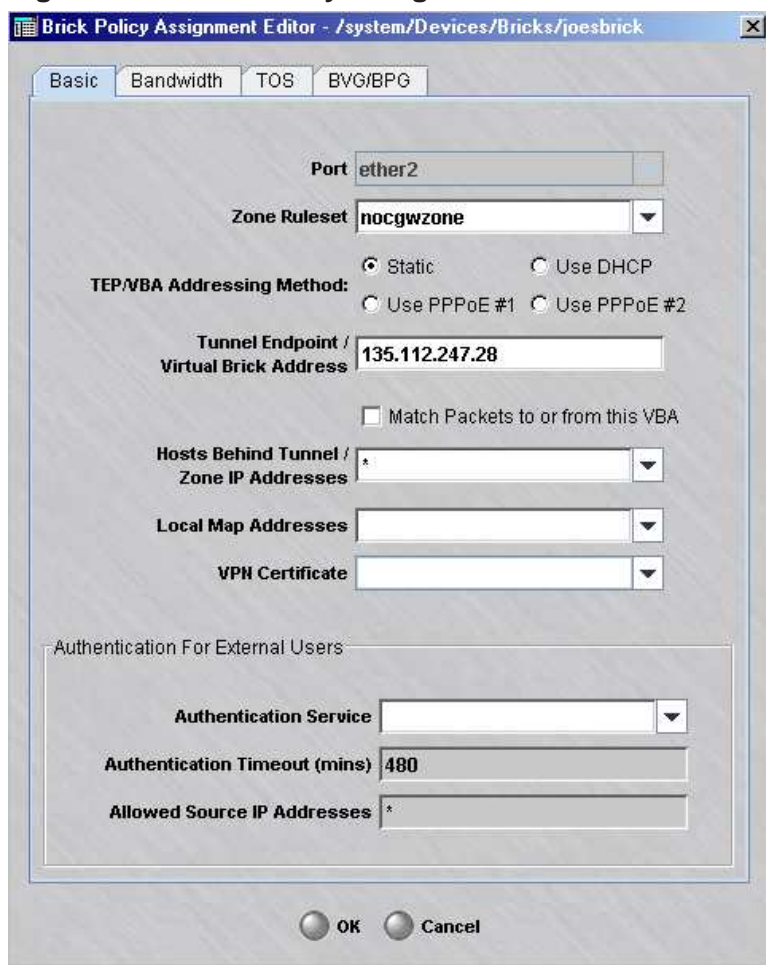 Brick Policy Assignment Editor - /system/Devices/Bricks/joesbrick
Basic Bandwidth TOS BVG/BPG
Port ether2
Zone Ruleset nocgwzone
TEP/VBA Addressing Method: Static Use DHCP
Use PPPoE #1 Use PPPoE #2
Tunnel Endpoint /
Virtual Brick Address 135.112.247.28
Match Packets to or from this VBA
Hosts Behind Tunnel /
Zone IP Addresses *
Local Map Addresses
VPN Certificate
Authentication For External Users
Authentication Service
Authentication Timeout (mins) 480
Allowed Source IP Addresses *
OK Cancel